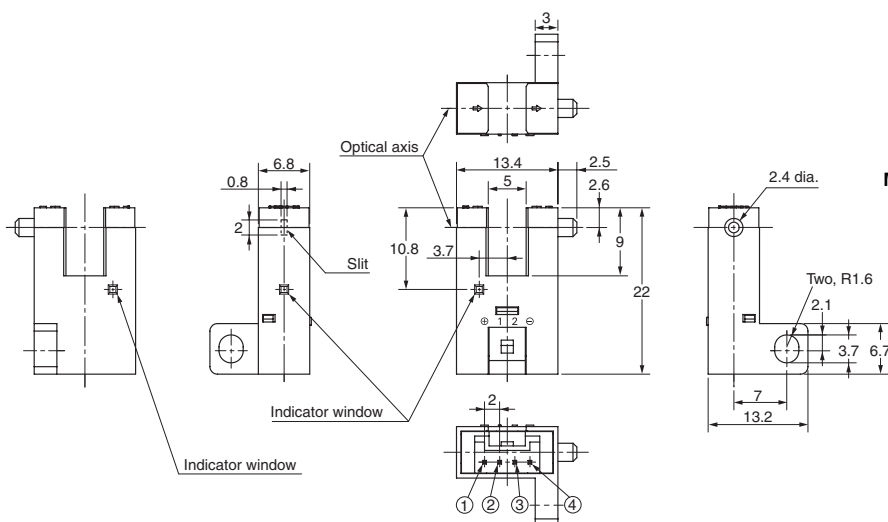 3
Optical axis
6.8
13.4
2.5
0.8
5
2.6
2.4 dia.
N
2
10.8
9
3.7
Slit
22
Two, R1.6
⊕ 1 2 ⊖
2.1
3.7
6.7
7
2
Indicator window
13.2
Indicator window
① ② ③ ④